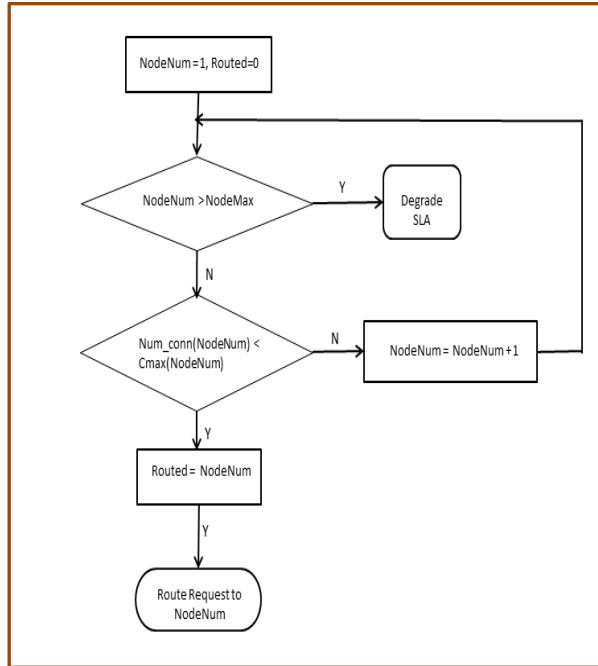 NodeNum =1, Routed=0
NodeNum >NodeMax
Y
Degrade
SLA
N
Num_conn(NodeNum) <
Cmax(NodeNum)
N
NodeNum = NodeNum +1
Y
Routed = NodeNum
Y
Route Request to
NodeNum